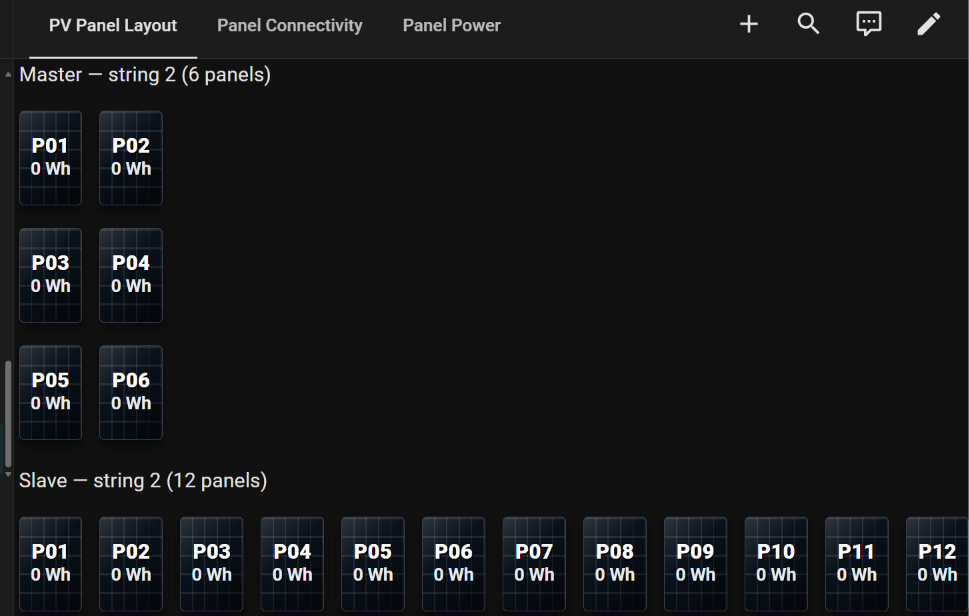 PV Panel Layout Panel Connectivity Panel Power
Master — string 2 (6 panels)
P01 P02
0 Wh 0 Wh
P03 P04
0 Wh 0 Wh
P05 P06
0 Wh 0 Wh
Slave — string 2 (12 panels)
P01 P02 P03 P04 P05 P06 P07 P08 P09 P10 P11 P12
0 Wh 0 Wh 0 Wh 0 Wh 0 Wh 0 Wh 0 Wh 0 Wh 0 Wh 0 Wh 0 Wh 0 Wh